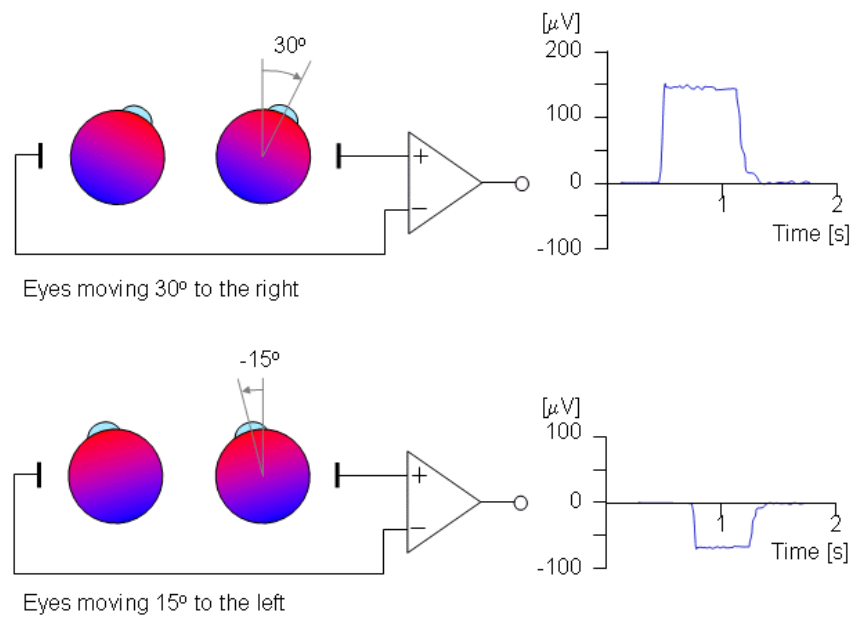 30º
+
−
Eyes moving 30º to the right
[μV]
200
100
0
-100
1
2
Time [s]
-15º
+
−
Eyes moving 15º to the left
[μV]
100
0
-100
1
2
Time [s]